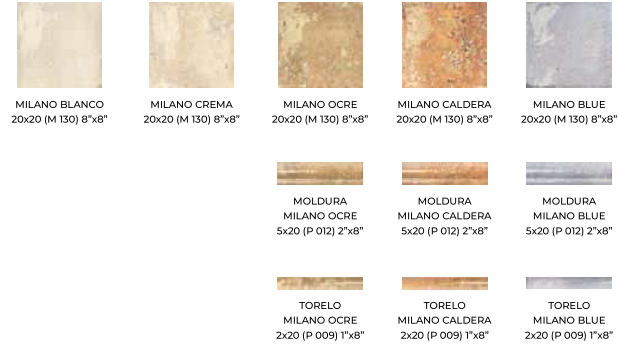 MILANO BLANCO
20x20 (M 130) 8”x8”
MILANO CREMA
20x20 (M 130) 8”x8”
MILANO OCRE
20x20 (M 130) 8”x8”
MILANO CALDERA
20x20 (M 130) 8”x8”
MILANO BLUE
20x20 (M 130) 8”x8”
MOLDURA
MILANO OCRE
5x20 (P 012) 2”x8”
MOLDURA
MILANO CALDERA
5x20 (P 012) 2”x8”
MOLDURA
MILANO BLUE
5x20 (P 012) 2”x8”
TORELO
MILANO OCRE
2x20 (P 009) 1”x8”
TORELO
MILANO CALDERA
2x20 (P 009) 1”x8”
TORELO
MILANO BLUE
2x20 (P 009) 1”x8”